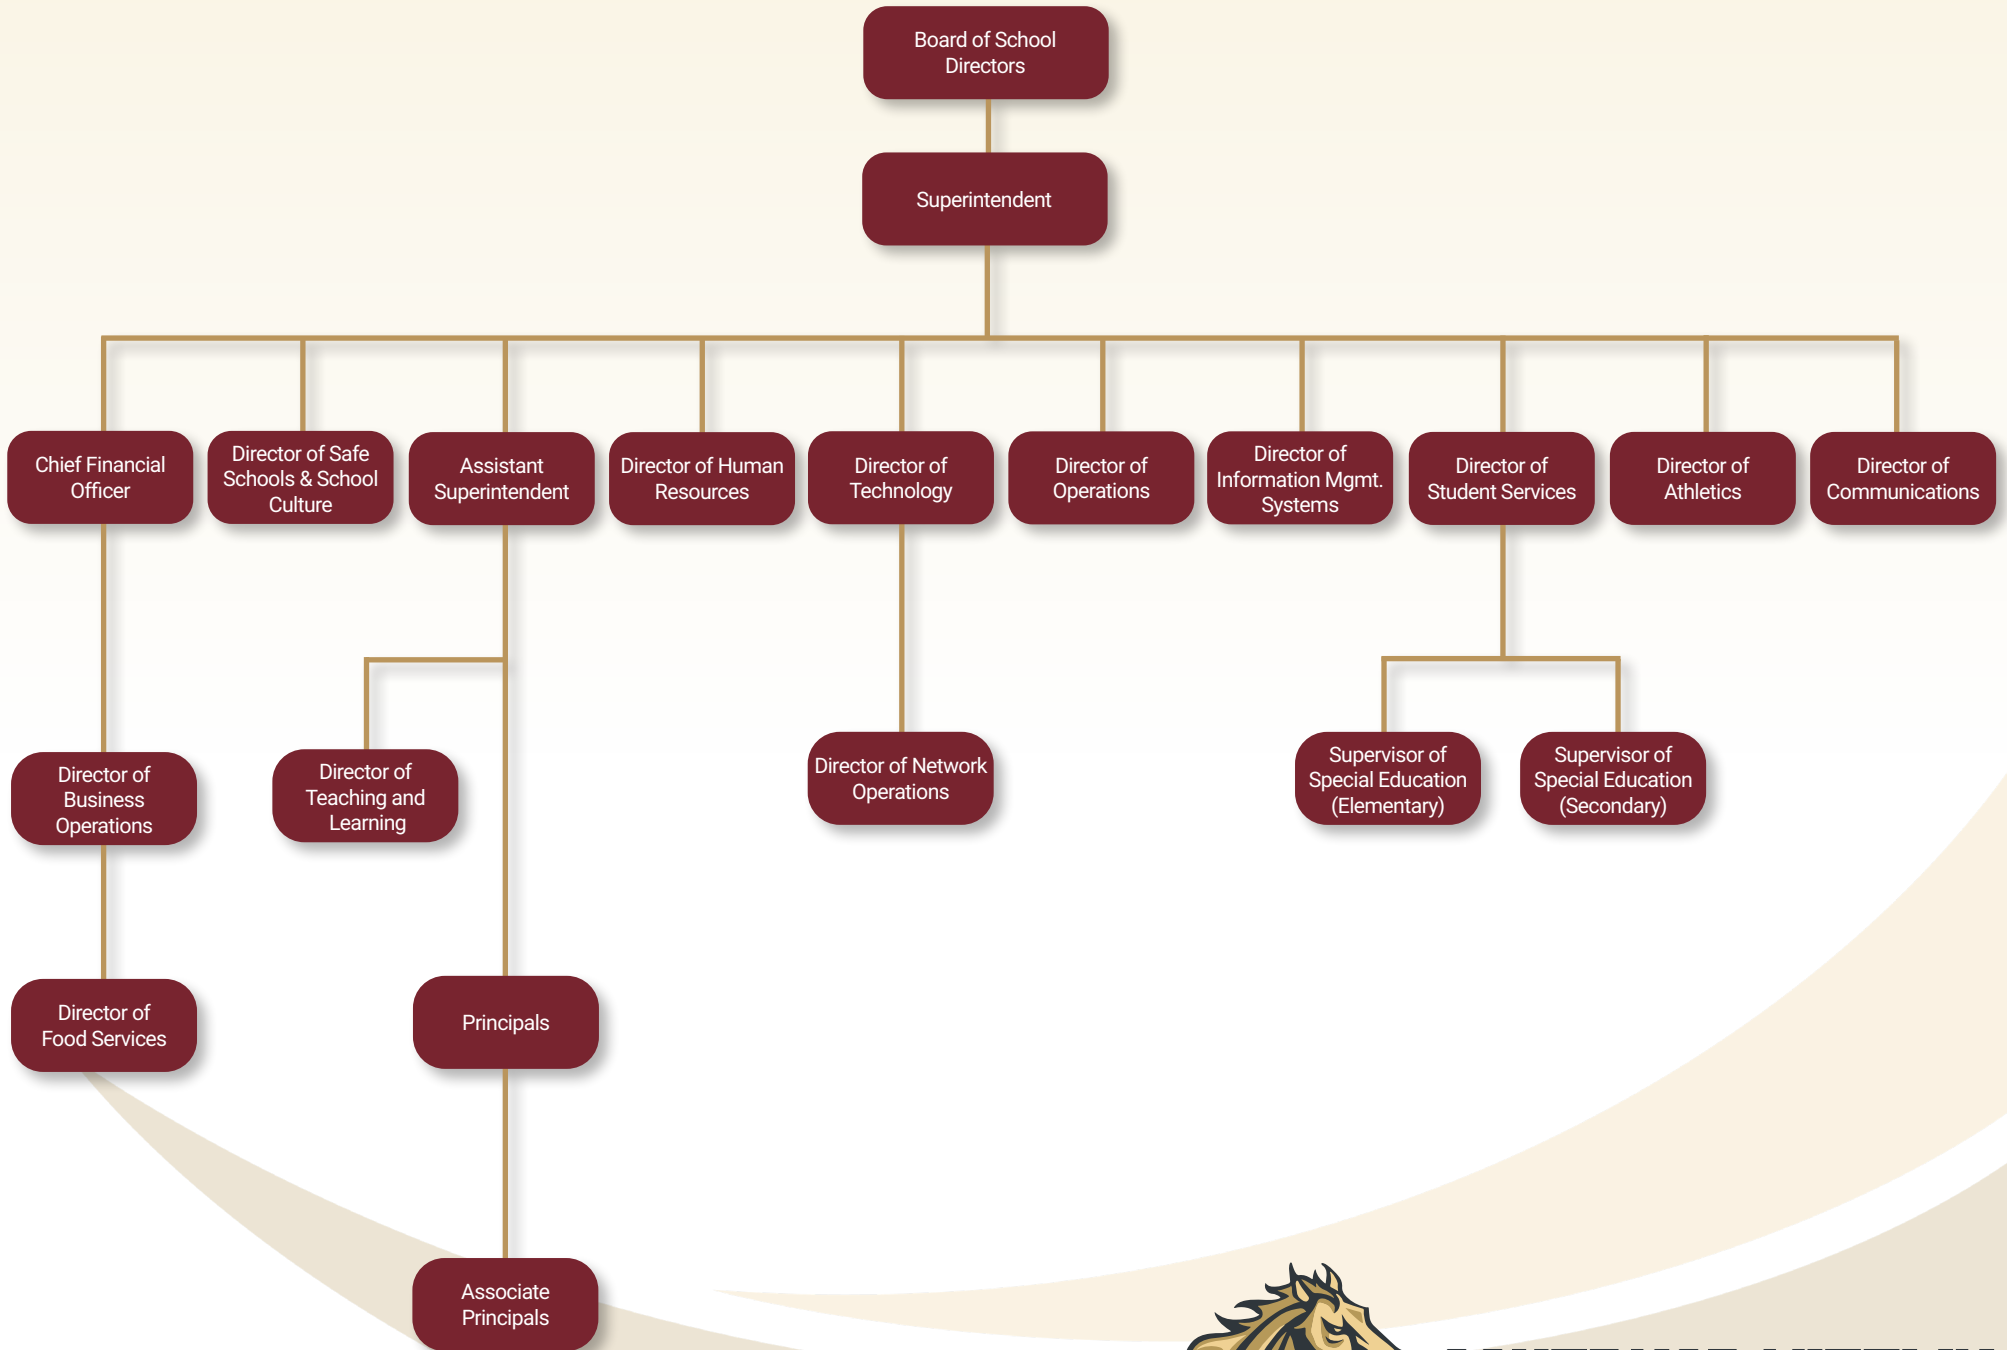 Board of School
Directors
Superintendent
Chief Financial
Officer
Director of Safe
Schools & School
Culture
Assistant
Superintendent
Director of Human
Resources
Director of
Technology
Director of
Operations
Director of
Information Mgmt.
Systems
Director of
Student Services
Director of
Athletics
Director of
Communications
Director of
Business
Operations
Director of
Teaching and
Learning
Director of Network
Operations
Supervisor of
Special Education
(Elementary)
Supervisor of
Special Education
(Secondary)
Director of
Food Services
Principals
Associate
Principals